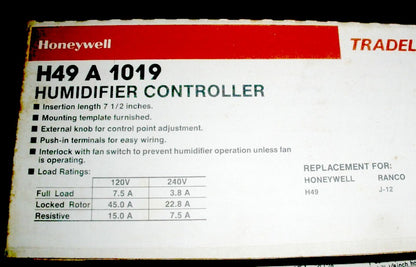 Honeywell
TRADEL
H49 A 1019
HUMIDIFIER CONTROLLER
■ Insertion length 7 1/2 inches.
■ Mounting template furnished.
■ External knob for control point adjustment.
■ Push-in terminals for easy wiring.
■ Interlock with fan switch to prevent humidifier operation unless fan
is operating.
■ Load Ratings:
120V 240V
Full Load 7.5 A 3.8 A
Locked Rotor 45.0 A 22.8 A
Resistive 15.0 A 7.5 A
REPLACEMENT FOR:
HONEYWELL RANCO
H49 J-12